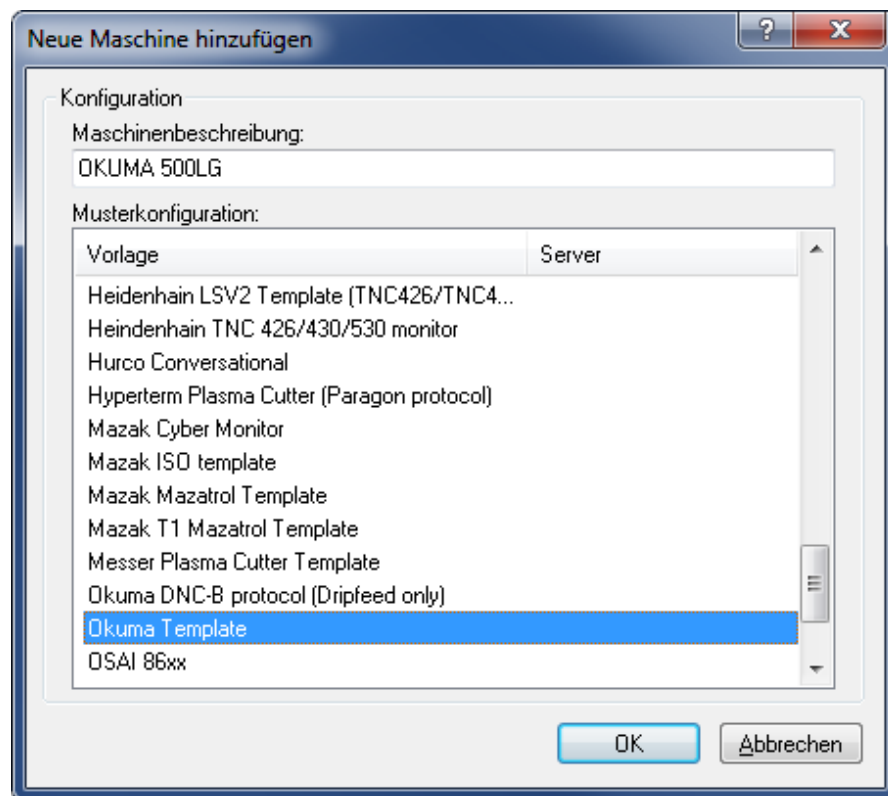 Neue Maschine hinzufügen
?
Konfiguration
Maschinenbeschreibung:
OKUMA 500LG
Musterkonfiguration:
Vorlage Server
Heidenhain LSV2 Template (TNC426/TNC4...
Heindenhain TNC 426/430/530 monitor
Hurco Conversational
Hyperterm Plasma Cutter (Paragon protocol)
Mazak Cyber Monitor
Mazak ISO template
Mazak Mazatrol Template
Mazak T1 Mazatrol Template
Messer Plasma Cutter Template
Okuma DNC-B protocol (Dripfeed only)
Okuma Template
OSAI 86xx
OK Abbrechen